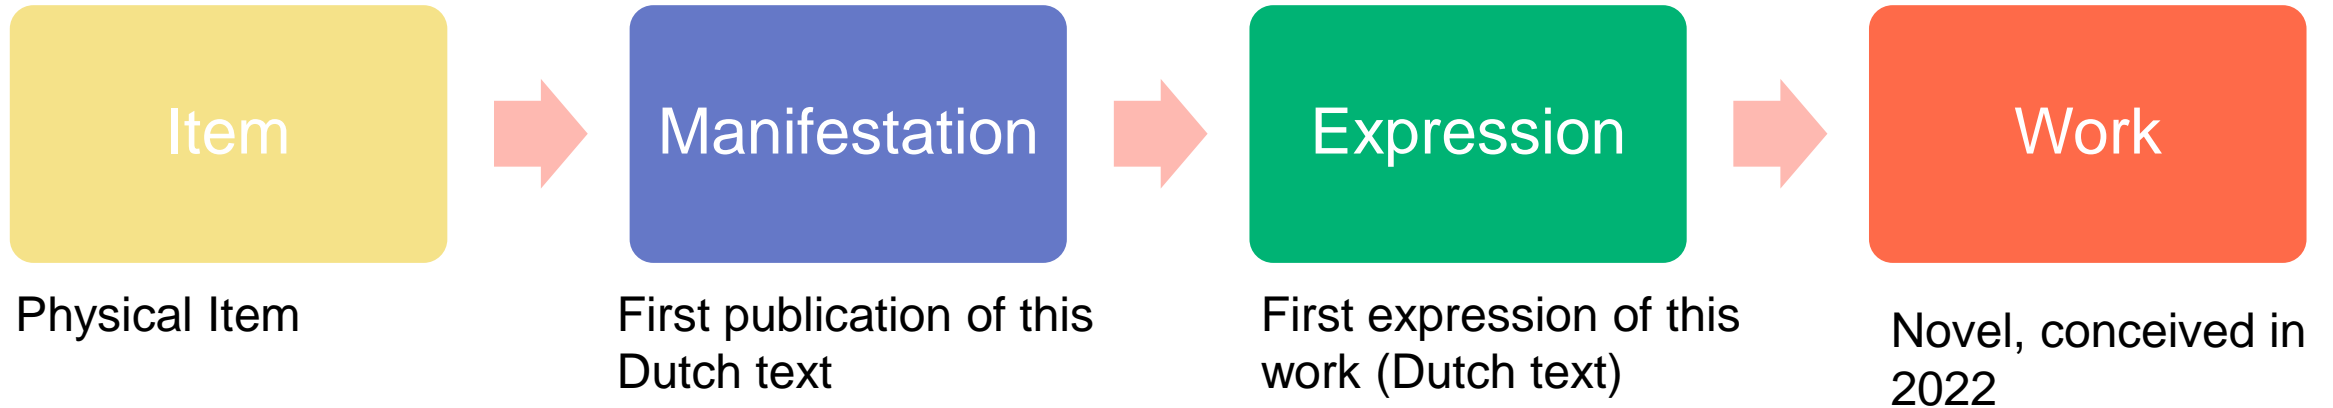 Item
Manifestation
Expression
Work
Physical Item
First publication of this
Dutch text
First expression of this
work (Dutch text)
Novel, conceived in
2022